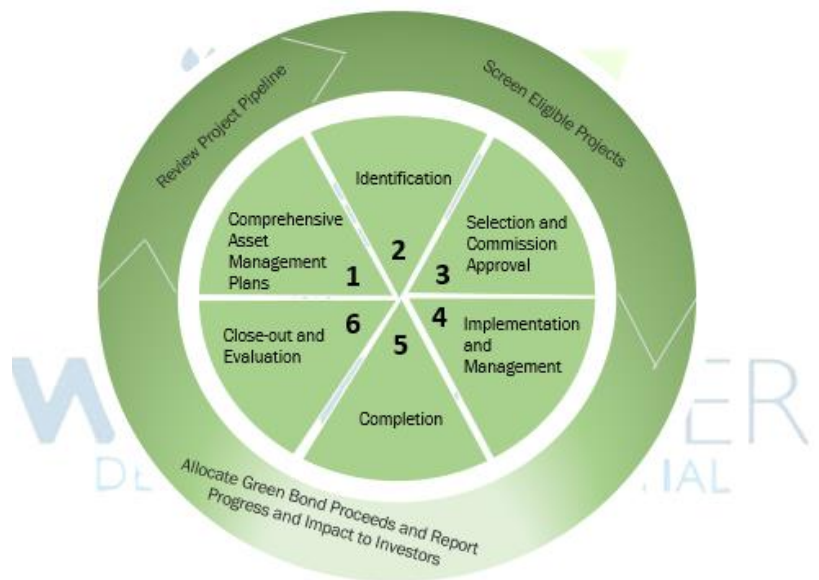 Review Project Pipeline
Screen Eligible Projects
Identification
2
Comprehensive
Asset
Management
Plans
1
Selection and
Commission
Approval
3
Close-out and
Evaluation
6
Implementation
and
Management
4
5
Completion
Allocate Green Bond Proceeds and Report
Progress and Impact to Investors